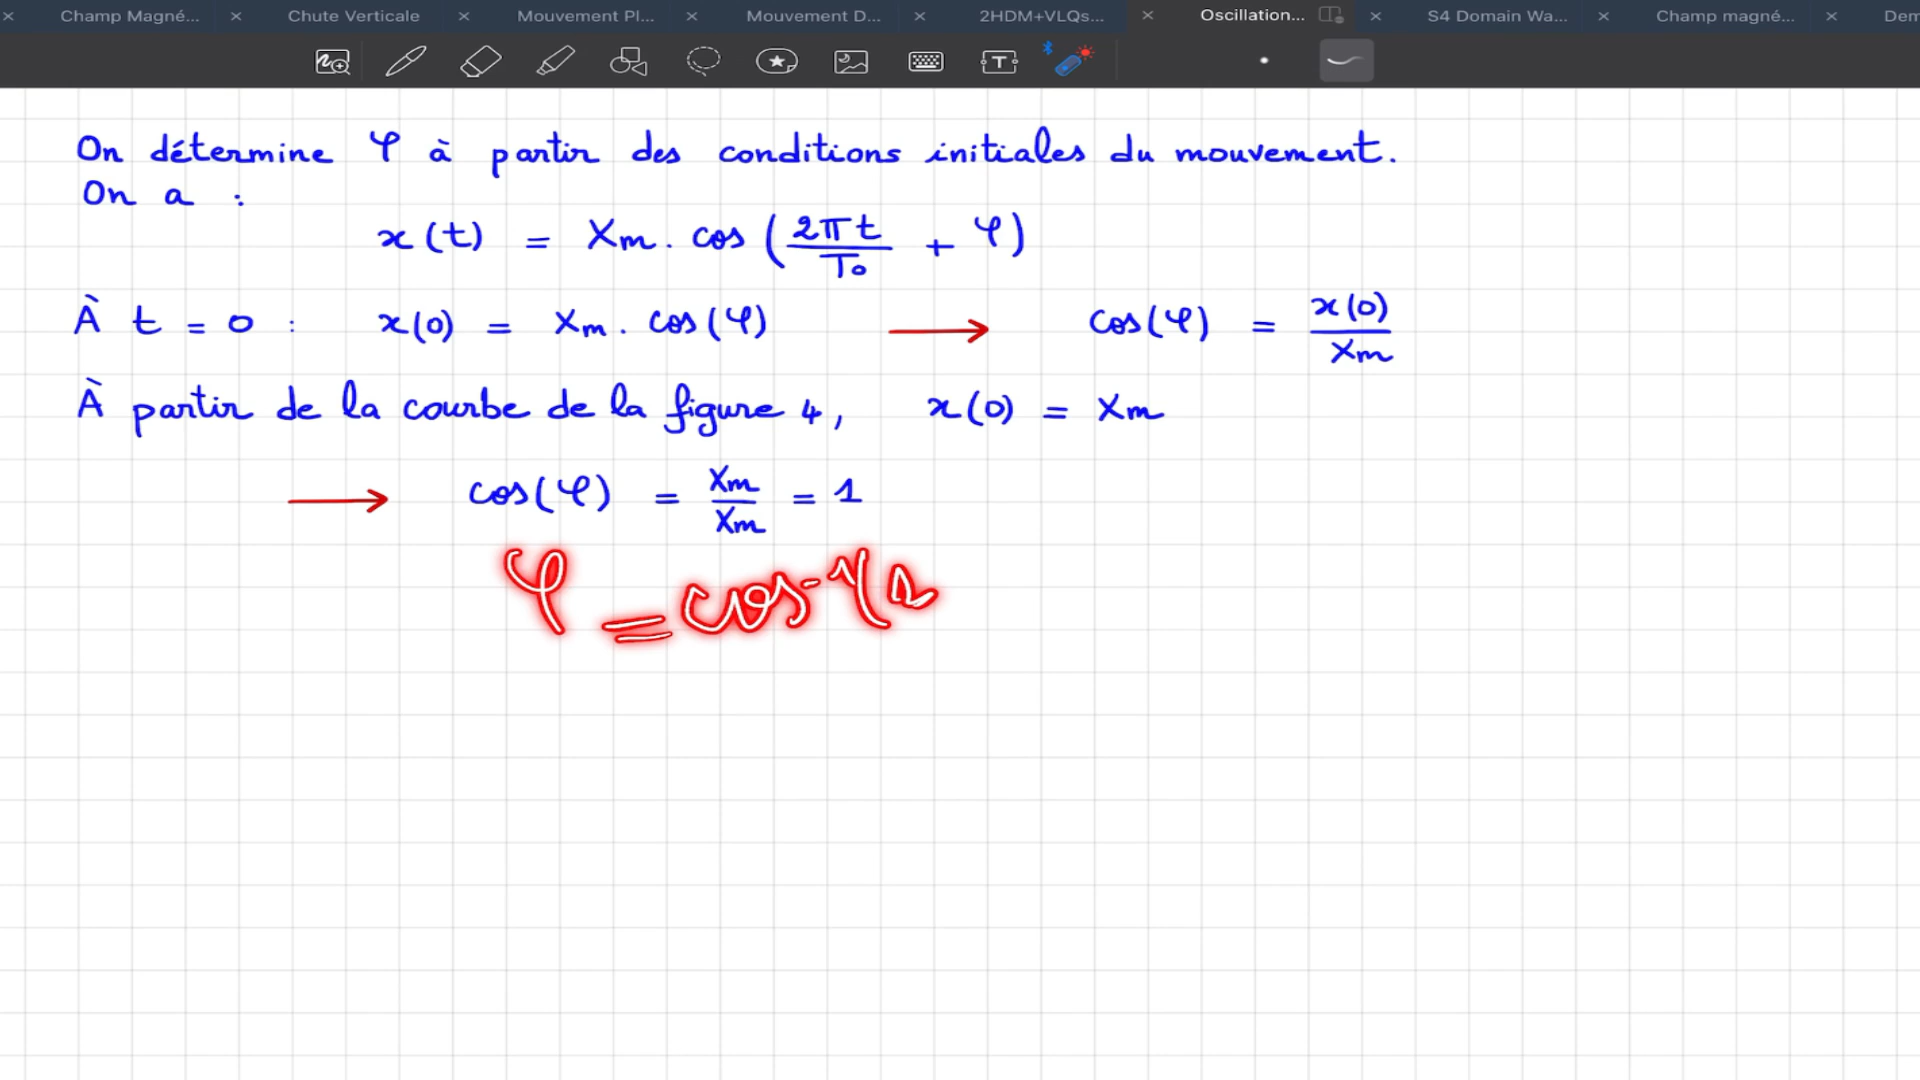 Champ Magné... Chute Verticale Mouvement Pl... Mouvement D... 2HDM+VLQs... Oscillation... S4 Domain Wa... Champ magné... Dem
On détermine φ à partir des conditions initiales du mouvement.
On a :
x(t) = Xm . cos (2πt/T₀ + φ)
À t = 0 : x(0) = Xm . cos(φ) → cos(φ) = x(0)/Xm
À partir de la courbe de la figure 4, x(0) = Xm
→ cos(φ) = Xm/Xm = 1
φ = cos⁻¹(1